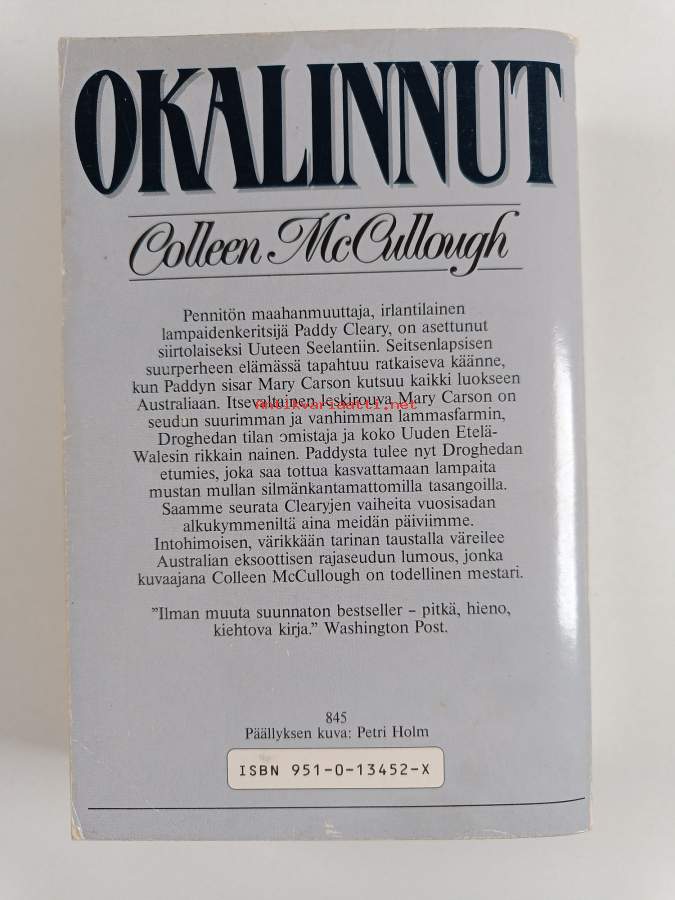 OKALINNUT
Colleen McCullough
Pennitön maahanmuuttaja, irlantilainen
lampaidenkeritsijä Paddy Cleary, on asettunut
siirtolaiseksi Uuteen Seelantiin. Seitsenlapsisen
suurperheen elämässä tapahtuu ratkaiseva käänne,
kun Paddyn sisar Mary Carson kutsuu kaikki luokseen
Australiaan. Itsevaltainen leskirouva Mary Carson on
antikvariaatti.net
seudun suurimman ja vanhimman lammasfarmin,
Droghedan tilan omistaja ja koko Uuden Etelä-
Walesin rikkain nainen. Paddysta tulee nyt Droghedan
etumies, joka saa tottua kasvattamaan lampaita
mustan mullan silmänkantamattomilla tasangoilla.
Saamme seurata Clearyjen vaiheita vuosisadan
alkukymmeniltä aina meidän päiviimme.
Intohimoisen, värikkään tarinan taustalla väreilee
Australian eksoottisen rajaseudun lumous, jonka
kuvaajana Colleen McCullough on todellinen mestari.
”Ilman muuta suunnaton bestseller – pitkä, hieno,
kiehtova kirja.” Washington Post.
845
Päällyksen kuva: Petri Holm
ISBN 951-0-13452-X